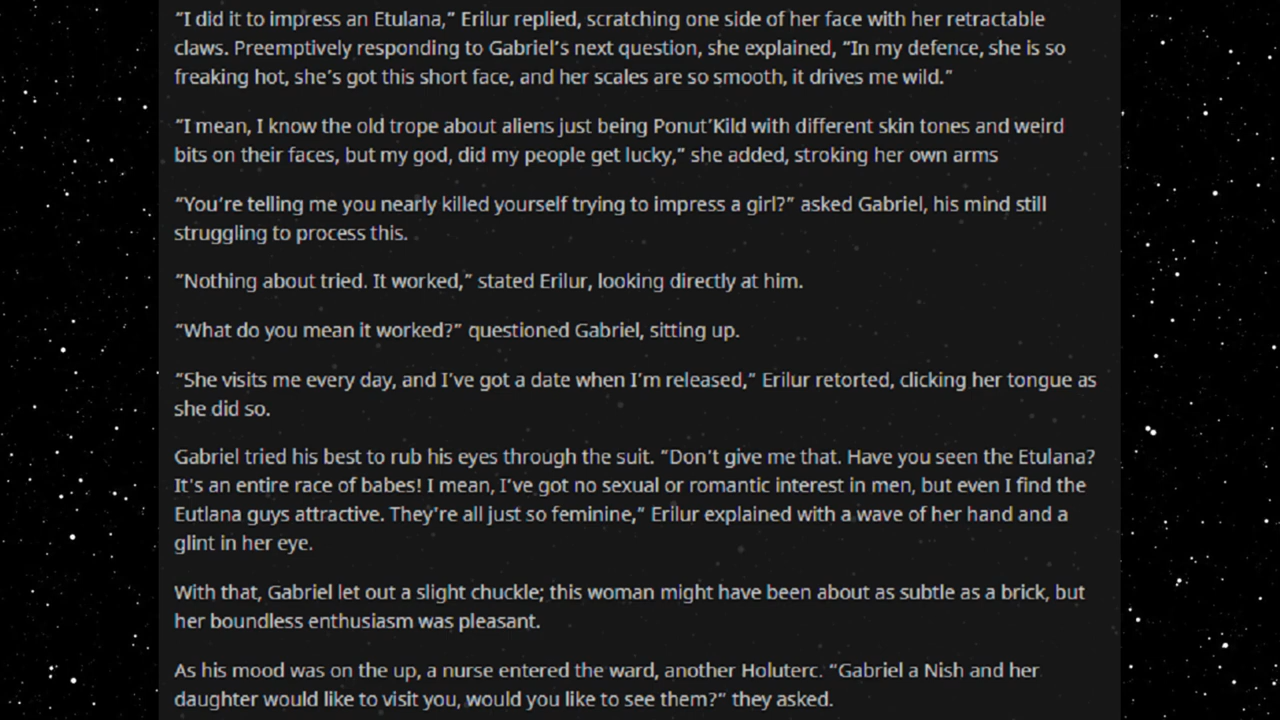 “I did it to impress an Etulana,” Erilur replied, scratching one side of her face with her retractable
claws. Preemptively responding to Gabriel’s next question, she explained, “In my defence, she is so
freaking hot, she’s got this short face, and her scales are so smooth, it drives me wild.”
“I mean, I know the old trope about aliens just being Ponut’Kild with different skin tones and weird
bits on their faces, but my god, did my people get lucky,” she added, stroking her own arms
“You’re telling me you nearly killed yourself trying to impress a girl?” asked Gabriel, his mind still
struggling to process this.
“Nothing about tried. It worked,” stated Erilur, looking directly at him.
“What do you mean it worked?” questioned Gabriel, sitting up.
“She visits me every day, and I’ve got a date when I’m released,” Erilur retorted, clicking her tongue as
she did so.
Gabriel tried his best to rub his eyes through the suit. “Don't give me that. Have you seen the Etulana?
It's an entire race of babes! I mean, I’ve got no sexual or romantic interest in men, but even I find the
Eutlana guys attractive. They’re all just so feminine,” Erilur explained with a wave of her hand and a
glint in her eye.
With that, Gabriel let out a slight chuckle; this woman might have been about as subtle as a brick, but
her boundless enthusiasm was pleasant.
As his mood was on the up, a nurse entered the ward, another Holuterc. “Gabriel a Nish and her
daughter would like to visit you, would you like to see them?” they asked.